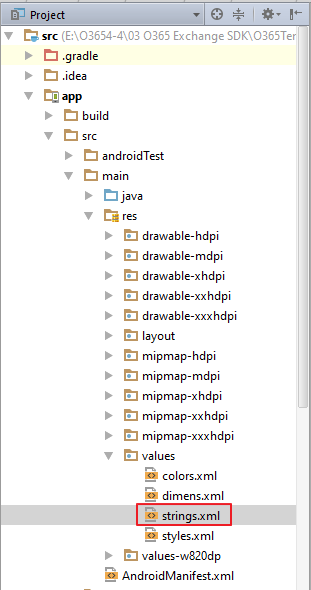 Project
src (E:\O3654-4\03 O365 Exchange SDK\O365Ter
.gradle
.idea
app
build
src
androidTest
main
java
res
drawable-hdpi
drawable-mdpi
drawable-xhdpi
drawable-xxhdpi
drawable-xxxhdpi
layout
mipmap-hdpi
mipmap-mdpi
mipmap-xhdpi
mipmap-xxhdpi
mipmap-xxxhdpi
values
colors.xml
dimens.xml
strings.xml
styles.xml
values-w820dp
AndroidManifest.xml